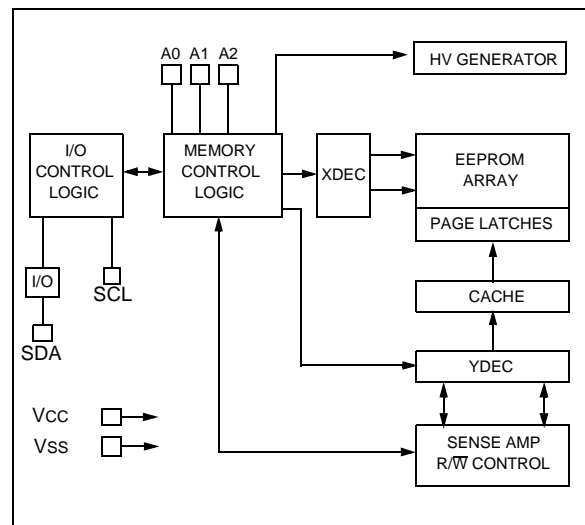 A0 A1 A2
HV GENERATOR
I/O
CONTROL
LOGIC
MEMORY
CONTROL
LOGIC
XDEC
EEPROM
ARRAY
PAGE LATCHES
I/O
SCL
SDA
CACHE
YDEC
VCC
VSS
SENSE AMP
R/W̅ CONTROL